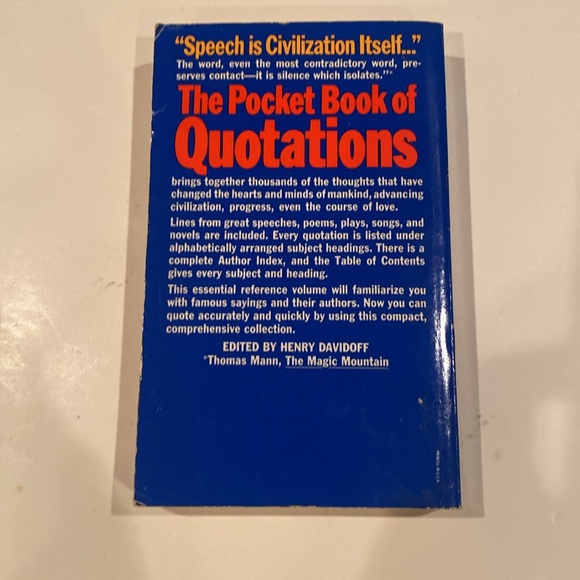 “Speech is Civilization Itself...”
The word, even the most contradictory word, pre-
serves contact—it is silence which isolates."*
The Pocket Book of
Quotations
brings together thousands of the thoughts that have
changed the hearts and minds of mankind, advancing
civilization, progress, even the course of love.
Lines from great speeches, poems, plays, songs, and
novels are included. Every quotation is listed under
alphabetically arranged subject headings. There is a
complete Author Index, and the Table of Contents
gives every subject and heading.
This essential reference volume will familiarize you
with famous sayings and their authors. Now you can
quote accurately and quickly by using this compact,
comprehensive collection.
EDITED BY HENRY DAVIDOFF
*Thomas Mann, The Magic Mountain